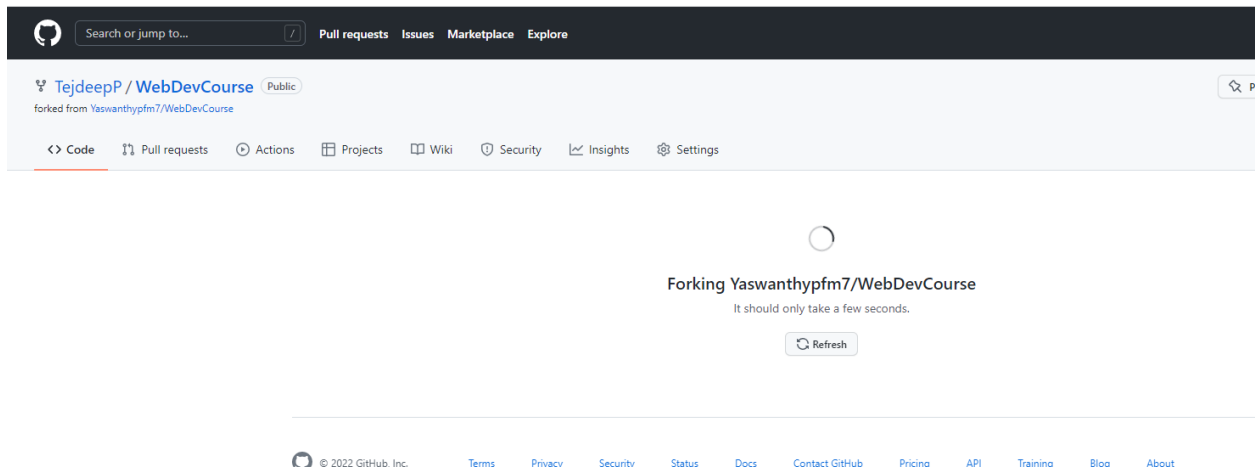 Search or jump to... /
Pull requests Issues Marketplace Explore
TejdeepP / WebDevCourse Public
forked from Yaswanthypfm7/WebDevCourse
<> Code Pull requests Actions Projects Wiki Security Insights Settings
Forking Yaswanthypfm7/WebDevCourse
It should only take a few seconds.
Refresh
© 2022 GitHub, Inc. Terms Privacy Security Status Docs Contact GitHub Pricing API Training Blog About